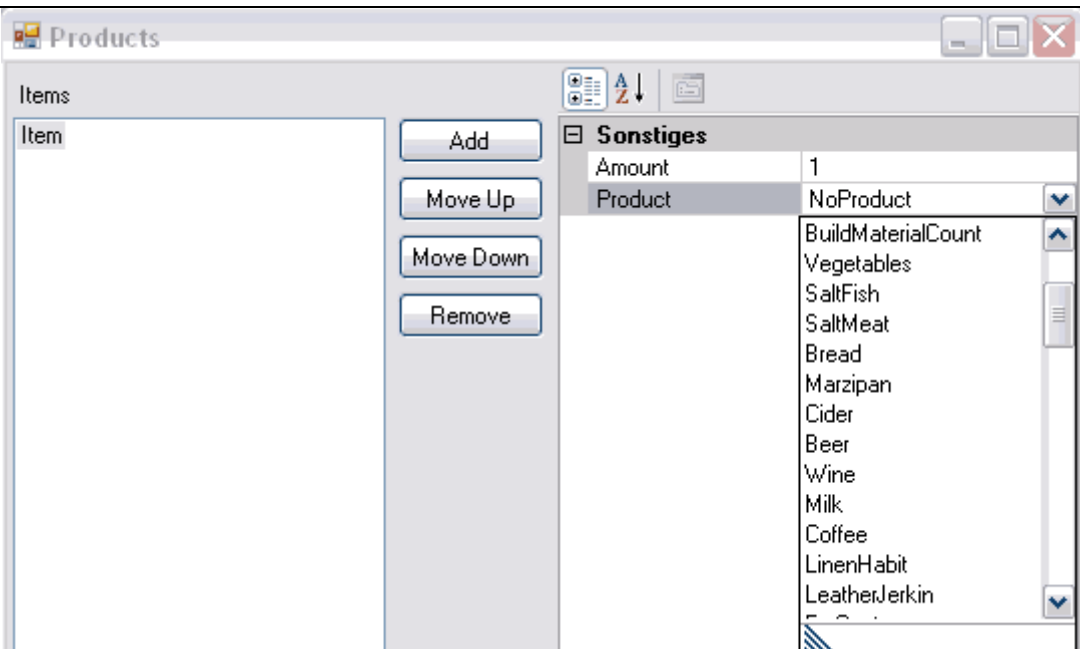 Products
Items
Item
Add
Move Up
Move Down
Remove
Sonstiges
Amount 1
Product NoProduct
BuildMaterialCount
Vegetables
SaltFish
SaltMeat
Bread
Marzipan
Cider
Beer
Wine
Milk
Coffee
LinenHabit
LeatherJerkin